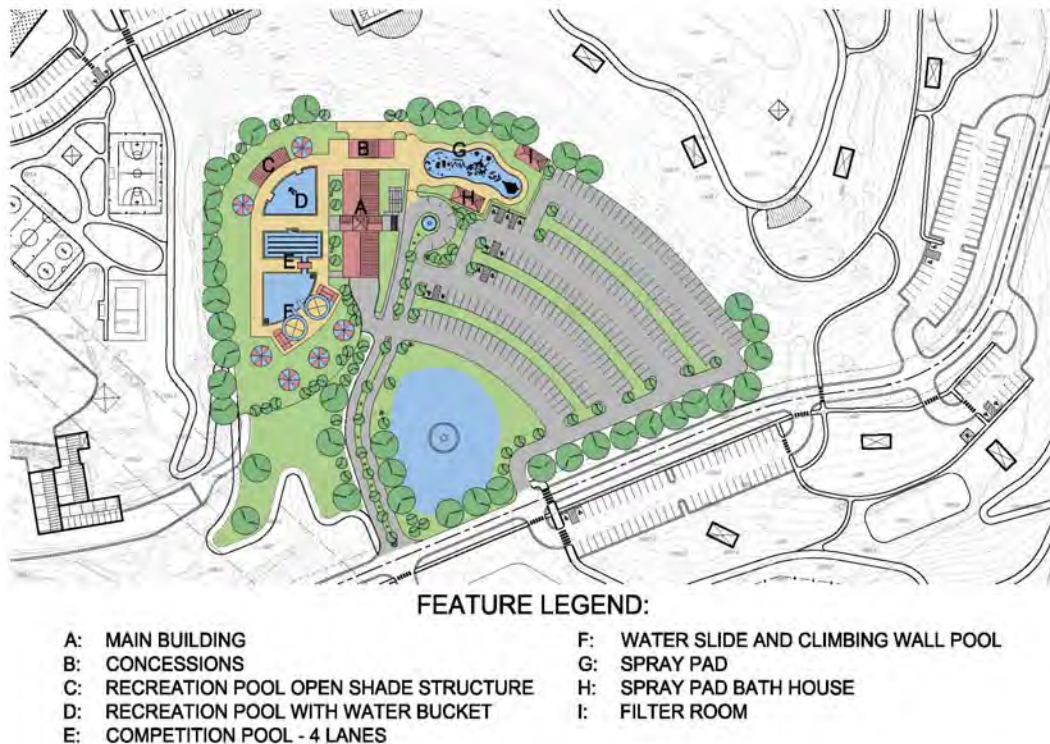 C
B
G
I
D
H
A
E
F
FEATURE LEGEND:
A: MAIN BUILDING
B: CONCESSIONS
C: RECREATION POOL OPEN SHADE STRUCTURE
D: RECREATION POOL WITH WATER BUCKET
E: COMPETITION POOL - 4 LANES
F: WATER SLIDE AND CLIMBING WALL POOL
G: SPRAY PAD
H: SPRAY PAD BATH HOUSE
I: FILTER ROOM